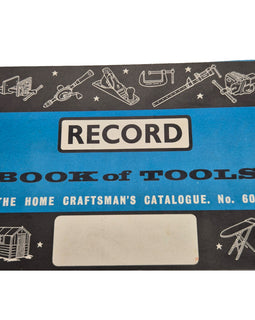 RECORD
BOOK of TOOLS
THE HOME CRAFTSMAN'S CATALOGUE. No. 60